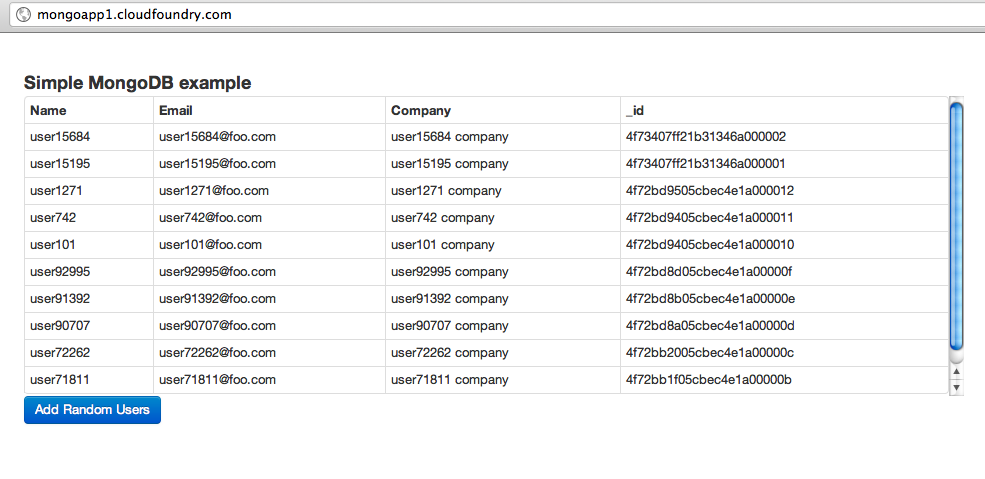 mongoapp1.cloudfoundry.com
Simple MongoDB example
Name Email Company _id
user15684 user15684@foo.com user15684 company 4f73407ff21b31346a000002
user15195 user15195@foo.com user15195 company 4f73407ff21b31346a000001
user1271 user1271@foo.com user1271 company 4f72bd9505cbec4e1a000012
user742 user742@foo.com user742 company 4f72bd9405cbec4e1a000011
user101 user101@foo.com user101 company 4f72bd9405cbec4e1a000010
user92995 user92995@foo.com user92995 company 4f72bd8d05cbec4e1a00000f
user91392 user91392@foo.com user91392 company 4f72bd8b05cbec4e1a00000e
user90707 user90707@foo.com user90707 company 4f72bd8a05cbec4e1a00000d
user72262 user72262@foo.com user72262 company 4f72bb2005cbec4e1a00000c
user71811 user71811@foo.com user71811 company 4f72bb1f05cbec4e1a00000b
Add Random Users